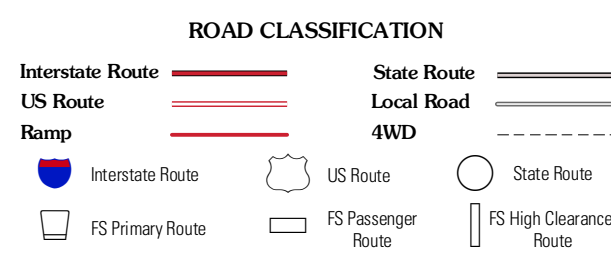 ROAD CLASSIFICATION
Interstate Route
State Route
US Route
Local Road
Ramp
4WD
Interstate Route
US Route
State Route
FS Primary Route
FS Passenger
Route
FS High Clearance
Route